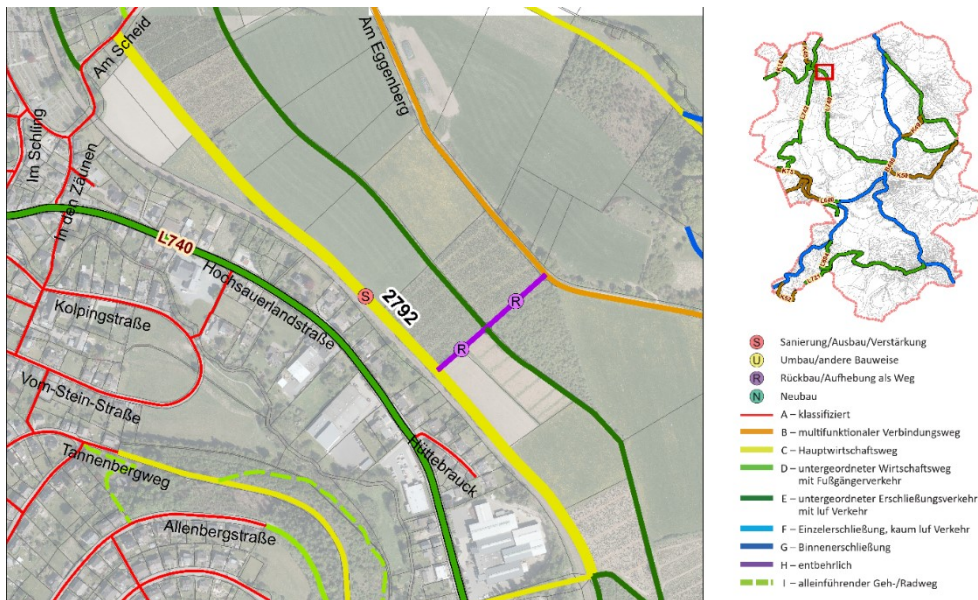 Am Scheid
Im Schling
In den Zäunen
Am Eggenberg
L740
Hochsauerlandstraße
Kolpingstraße
Vom-Stein-Straße
Tannenbergweg
Allenbergstraße
Hüttebrauck
S
2792
R
R
L742
L740
S Sanierung/Ausbau/Verstärkung
U Umbau/andere Bauweise
R Rückbau/Aufhebung als Weg
N Neubau
A – klassifiziert
B – multifunktionaler Verbindungsweg
C – Hauptwirtschaftsweg
D – untergeordneter Wirtschaftsweg
mit Fußgängerverkehr
E – untergeordneter Erschließungsverkehr
mit luf Verkehr
F – Einzelerschließung, kaum luf Verkehr
G – Binnenerschließung
H – entbehrlich
I – alleinführender Geh-/Radweg